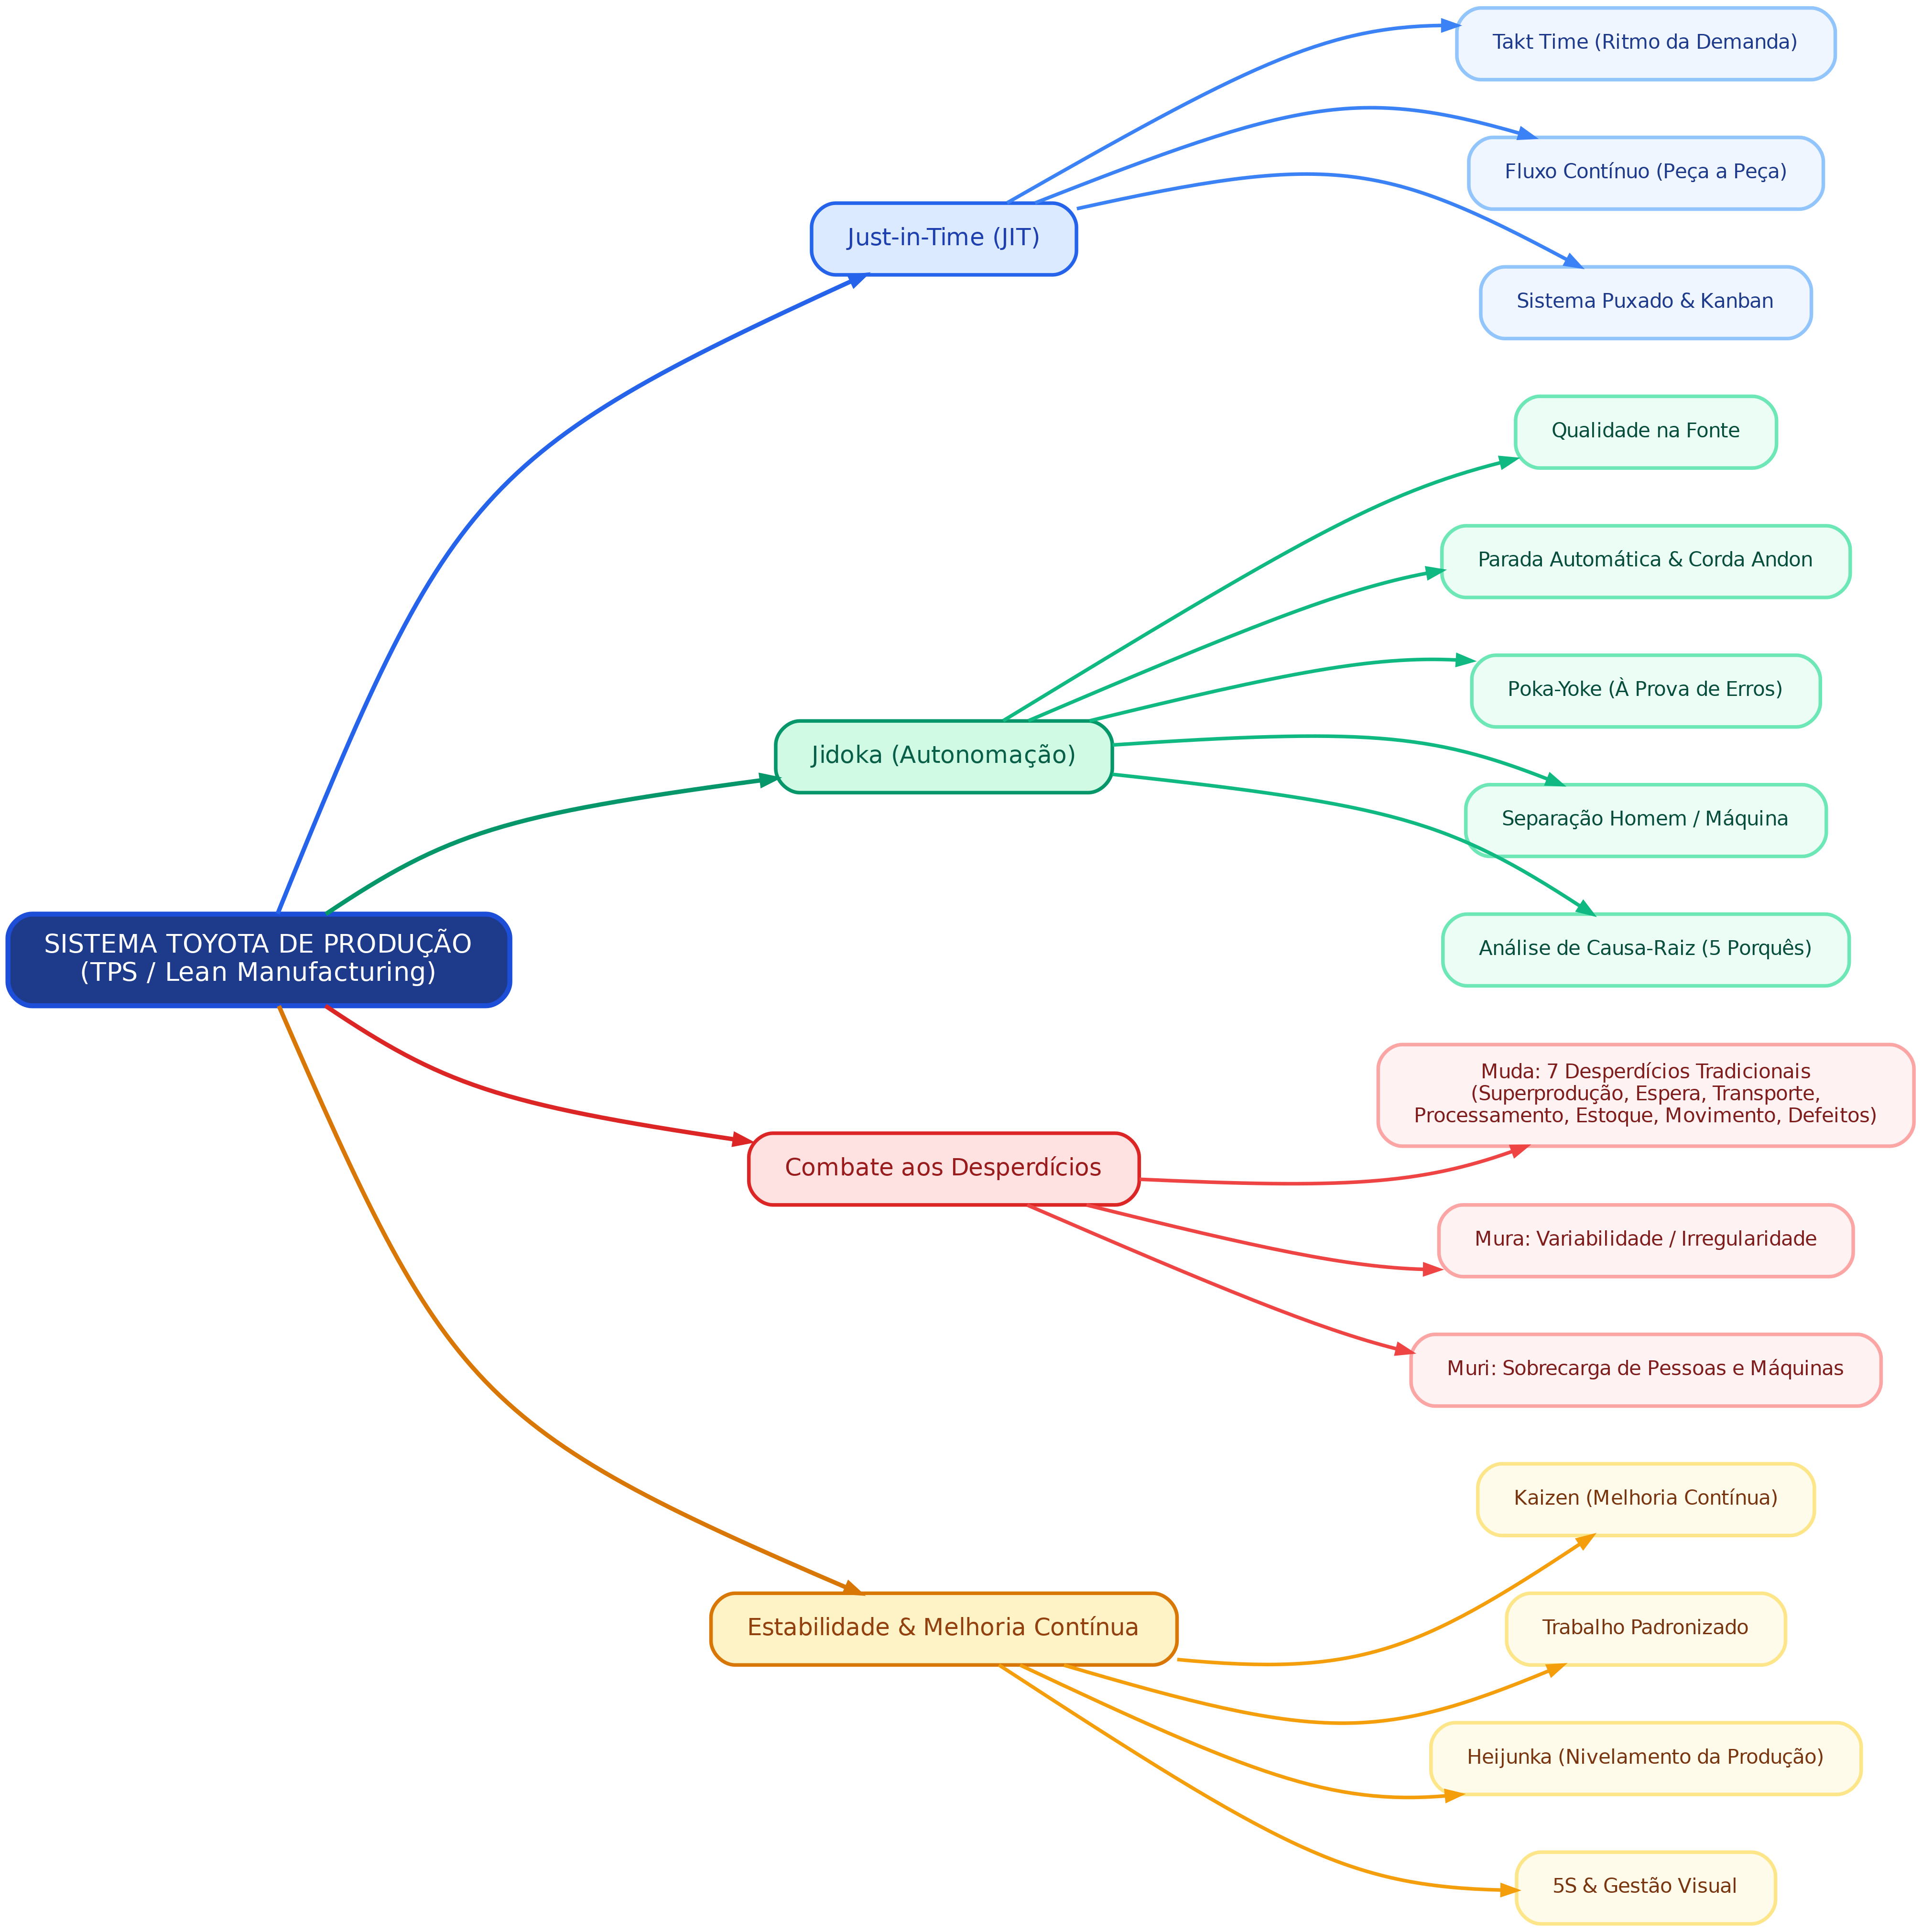 SISTEMA TOYOTA DE PRODUÇÃO
(TPS / Lean Manufacturing)
Just-in-Time (JIT)
Takt Time (Ritmo da Demanda)
Fluxo Contínuo (Peça a Peça)
Sistema Puxado & Kanban
Jidoka (Autonomação)
Qualidade na Fonte
Parada Automática & Corda Andon
Poka-Yoke (À Prova de Erros)
Separação Homem / Máquina
Análise de Causa-Raiz (5 Porquês)
Combate aos Desperdícios
Muda: 7 Desperdícios Tradicionais
(Superprodução, Espera, Transporte,
Processamento, Estoque, Movimento, Defeitos)
Mura: Variabilidade / Irregularidade
Muri: Sobrecarga de Pessoas e Máquinas
Estabilidade & Melhoria Contínua
Kaizen (Melhoria Contínua)
Trabalho Padronizado
Heijunka (Nivelamento da Produção)
5S & Gestão Visual